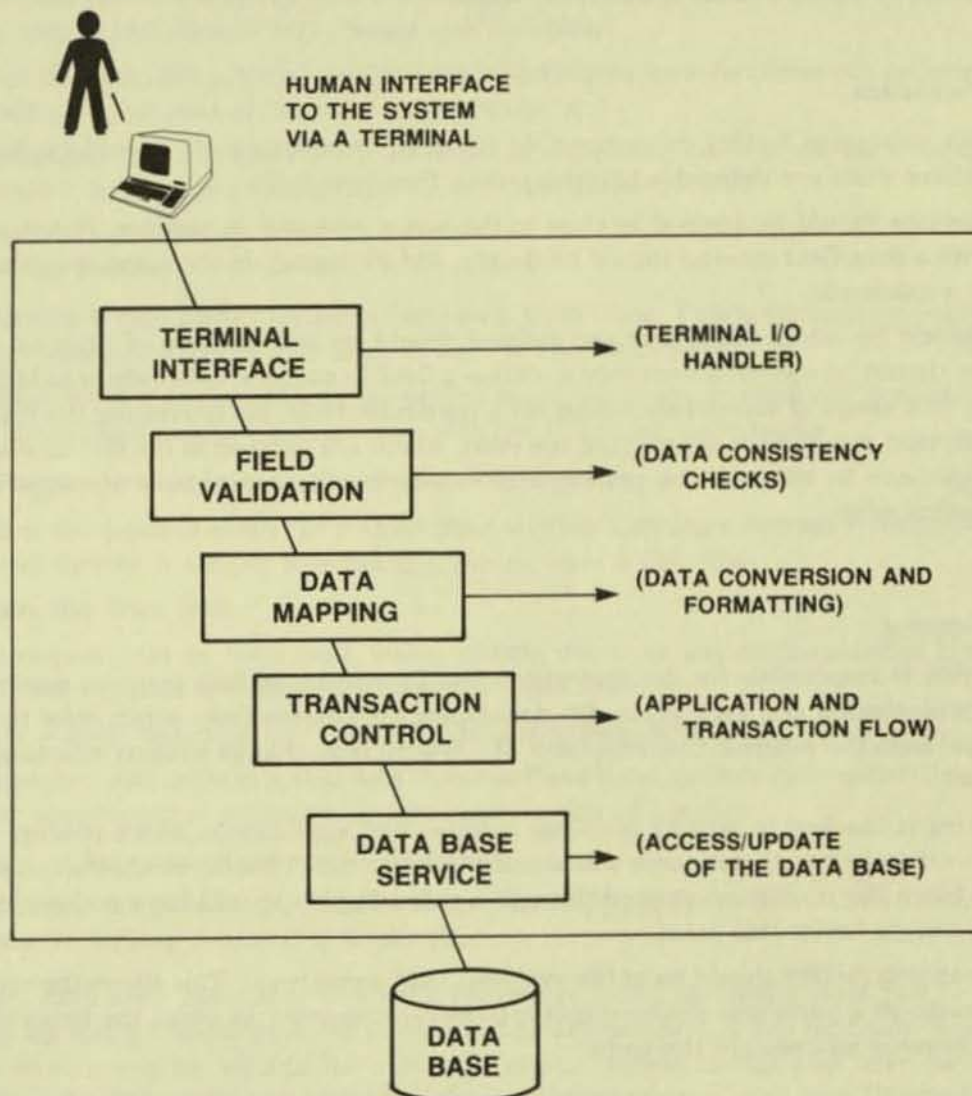 HUMAN INTERFACE
TO THE SYSTEM
VIA A TERMINAL
TERMINAL
INTERFACE
(TERMINAL I/O
HANDLER)
FIELD
VALIDATION
(DATA CONSISTENCY
CHECKS)
DATA
MAPPING
(DATA CONVERSION AND
FORMATTING)
TRANSACTION
CONTROL
(APPLICATION AND
TRANSACTION FLOW)
DATA BASE
SERVICE
(ACCESS/UPDATE
OF THE DATA BASE)
DATA
BASE